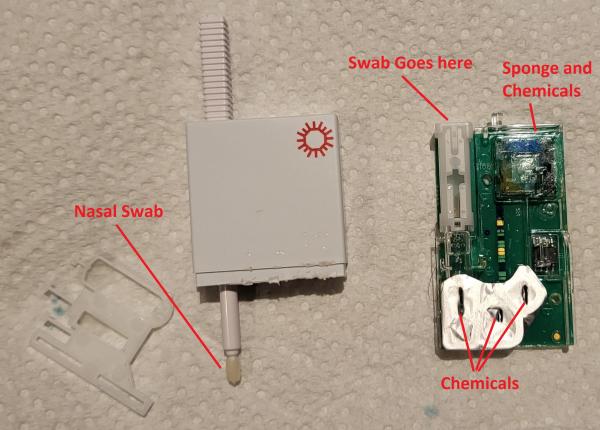 Swab Goes here
Sponge and
Chemicals
Nasal Swab
Chemicals